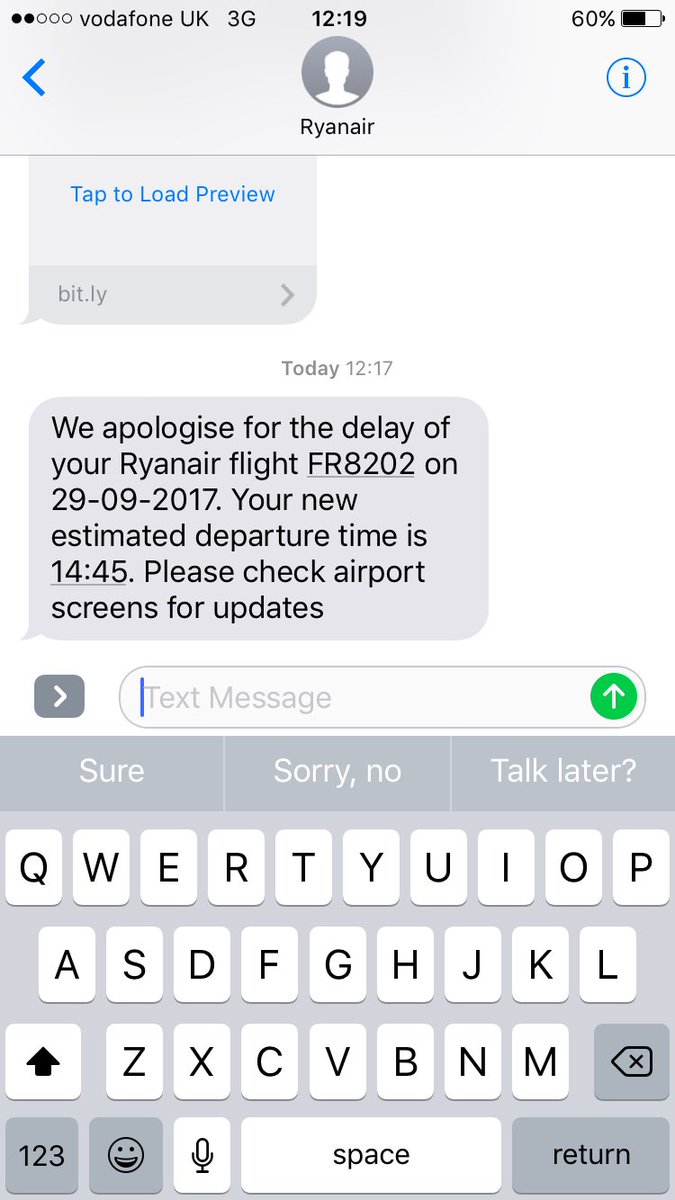 vodafone UK 3G 12:19 60%
Ryanair
Tap to Load Preview
bit.ly
Today 12:17
We apologise for the delay of
your Ryanair flight FR8202 on
29-09-2017. Your new
estimated departure time is
14:45. Please check airport
screens for updates
Text Message
Sure Sorry, no Talk later?
Q W E R T Y U I O P
A S D F G H J K L
Z X C V B N M
123 space return